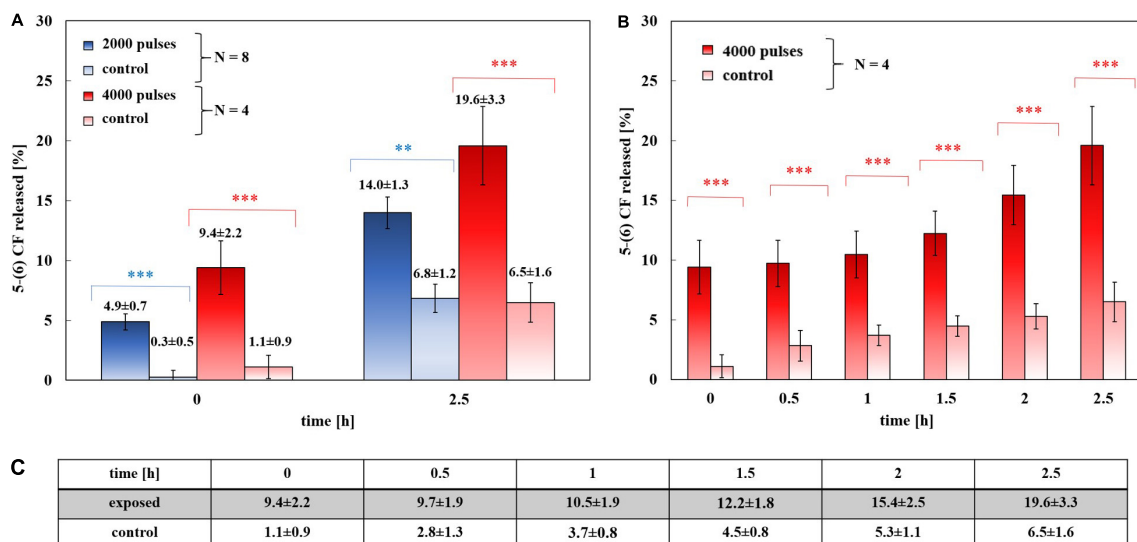 A
5-(6) CF released [%]
30
25
20
15
10
5
0
2000 pulses
control
N = 8
4000 pulses
control
N = 4
***
4.9±0.7
0.3±0.5
***
9.4±2.2
1.1±0.9
**
14.0±1.3
6.8±1.2
***
19.6±3.3
6.5±1.6
0
2.5
time [h]
B
5-(6) CF released [%]
30
25
20
15
10
5
0
4000 pulses
control
N = 4
***
***
***
***
***
***
0
0.5
1
1.5
2
2.5
time [h]
C
time [h] 0 0.5 1 1.5 2 2.5
exposed 9.4±2.2 9.7±1.9 10.5±1.9 12.2±1.8 15.4±2.5 19.6±3.3
control 1.1±0.9 2.8±1.3 3.7±0.8 4.5±0.8 5.3±1.1 6.5±1.6